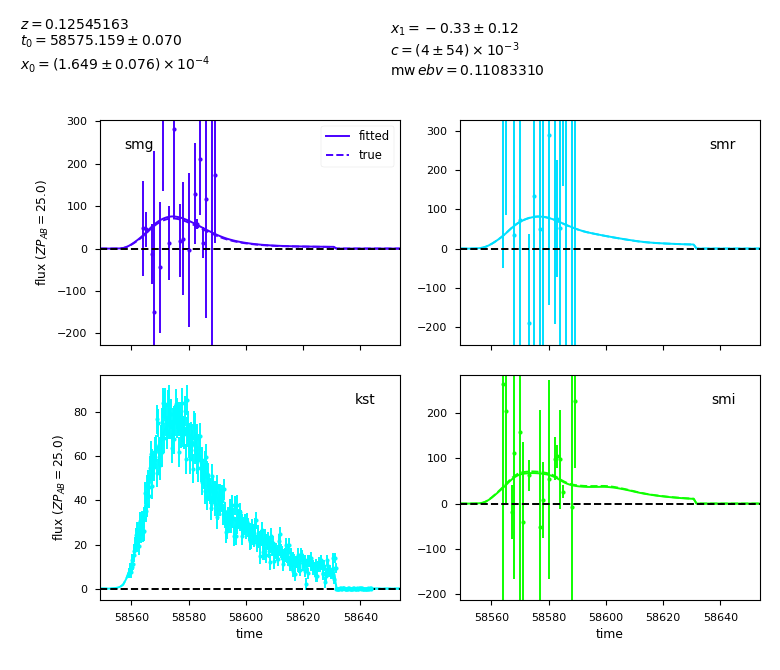 z = 0.12545163
t₀ = 58575.159 ± 0.070
x₀ = (1.649 ± 0.076) × 10⁻⁴
x₁ = −0.33 ± 0.12
c = (4 ± 54) × 10⁻³
mw ebv = 0.11083310
smg
fitted
true
300
200
100
0
−100
−200
flux (ZP_AB = 25.0)
smr
300
200
100
0
−100
−200
kst
80
60
40
20
0
flux (ZP_AB = 25.0)
58560 58580 58600 58620 58640
time
smi
200
100
0
−100
−200
58560 58580 58600 58620 58640
time